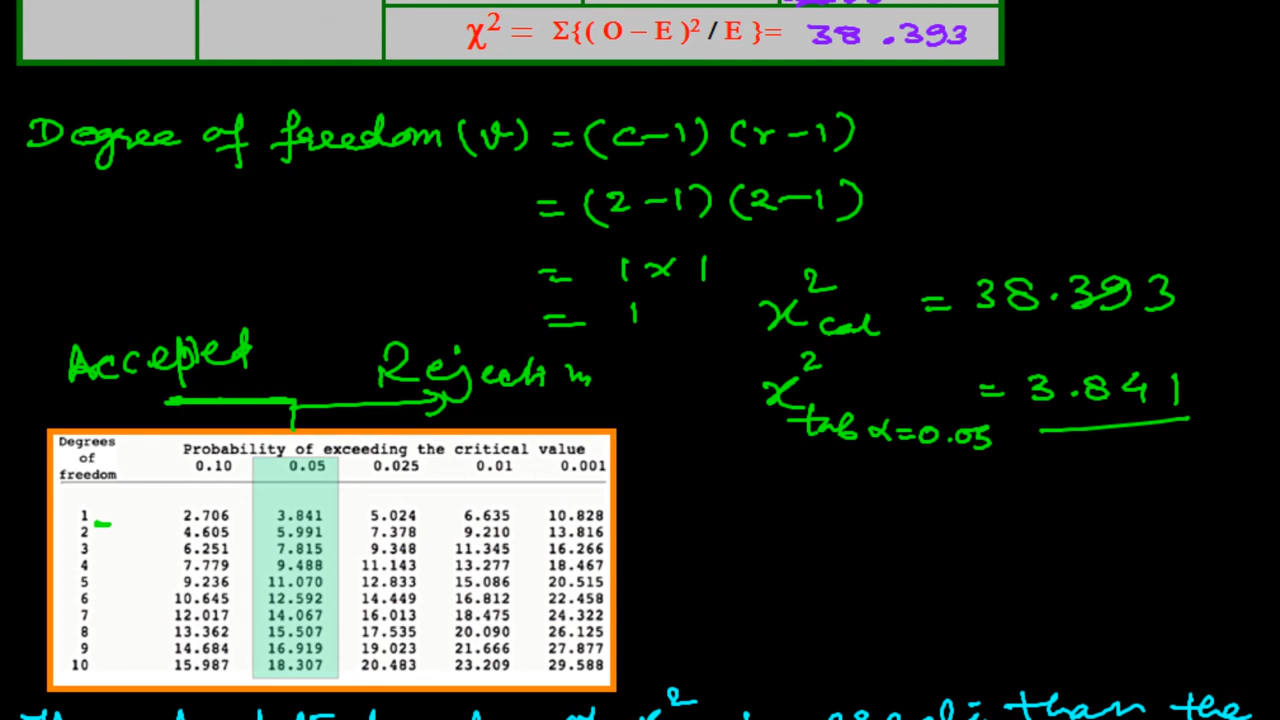 χ² = Σ{( O – E )² / E }= 38.393
Degree of freedom (v) = (c-1) (r-1)
= (2-1) (2-1)
= 1 x 1
= 1
x² cal = 38.393
x² tab α=0.05 = 3.841
Accepted Rejection
Degrees of freedom
Probability of exceeding the critical value
0.10 0.05 0.025 0.01 0.001
1 2.706 3.841 5.024 6.635 10.828
2 4.605 5.991 7.378 9.210 13.816
3 6.251 7.815 9.348 11.345 16.266
4 7.779 9.488 11.143 13.277 18.467
5 9.236 11.070 12.833 15.086 20.515
6 10.645 12.592 14.449 16.812 22.458
7 12.017 14.067 16.013 18.475 24.322
8 13.362 15.507 17.535 20.090 26.125
9 14.684 16.919 19.023 21.666 27.877
10 15.987 18.307 20.483 23.209 29.588
x² than the